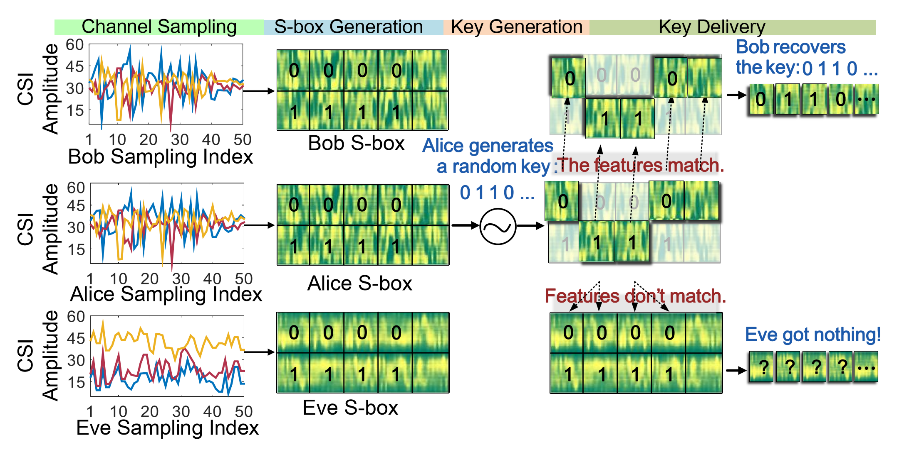 Channel Sampling S-box Generation Key Generation Key Delivery
60
45
30
15
CSI
Amplitude
1 10 20 30 40 50
Bob Sampling Index
0 0 0 0
1 1 1 1
Bob S-box
0 0 0 0
1 1
Bob recovers
the key: 0 1 1 0 ...
0 1 1 0 ...
Alice generates
a random key:
0 1 1 0 ...
The features match.
60
45
30
15
CSI
Amplitude
1 10 20 30 40 50
Alice Sampling Index
0 0 0 0
1 1 1 1
Alice S-box
0 0 0 0
1 1 1 1
Features don't match.
60
45
30
15
CSI
Amplitude
1 10 20 30 40 50
Eve Sampling Index
0 0 0 0
1 1 1 1
Eve S-box
0 0 0 0
1 1 1 1
Eve got nothing!
? ? ? ? ...